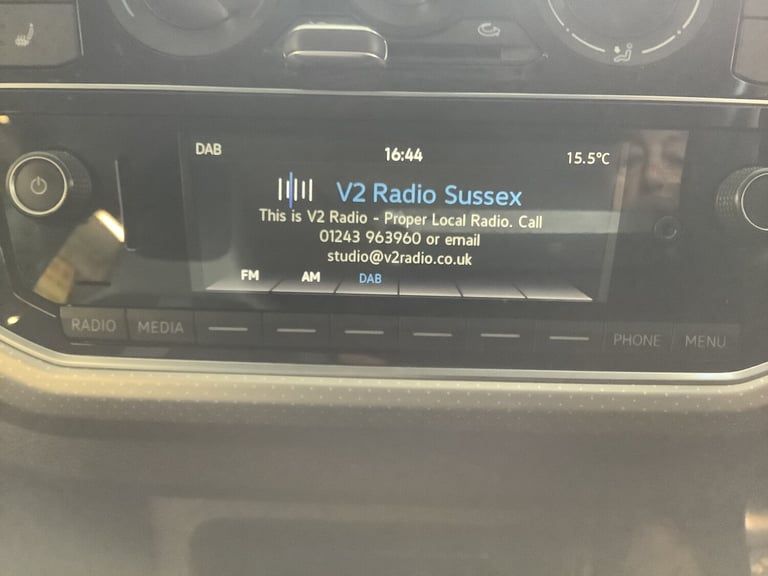 DAB 16:44 15.5°C
V2 Radio Sussex
This is V2 Radio - Proper Local Radio. Call
01243 963960 or email
studio@v2radio.co.uk
FM AM DAB
RADIO MEDIA PHONE MENU